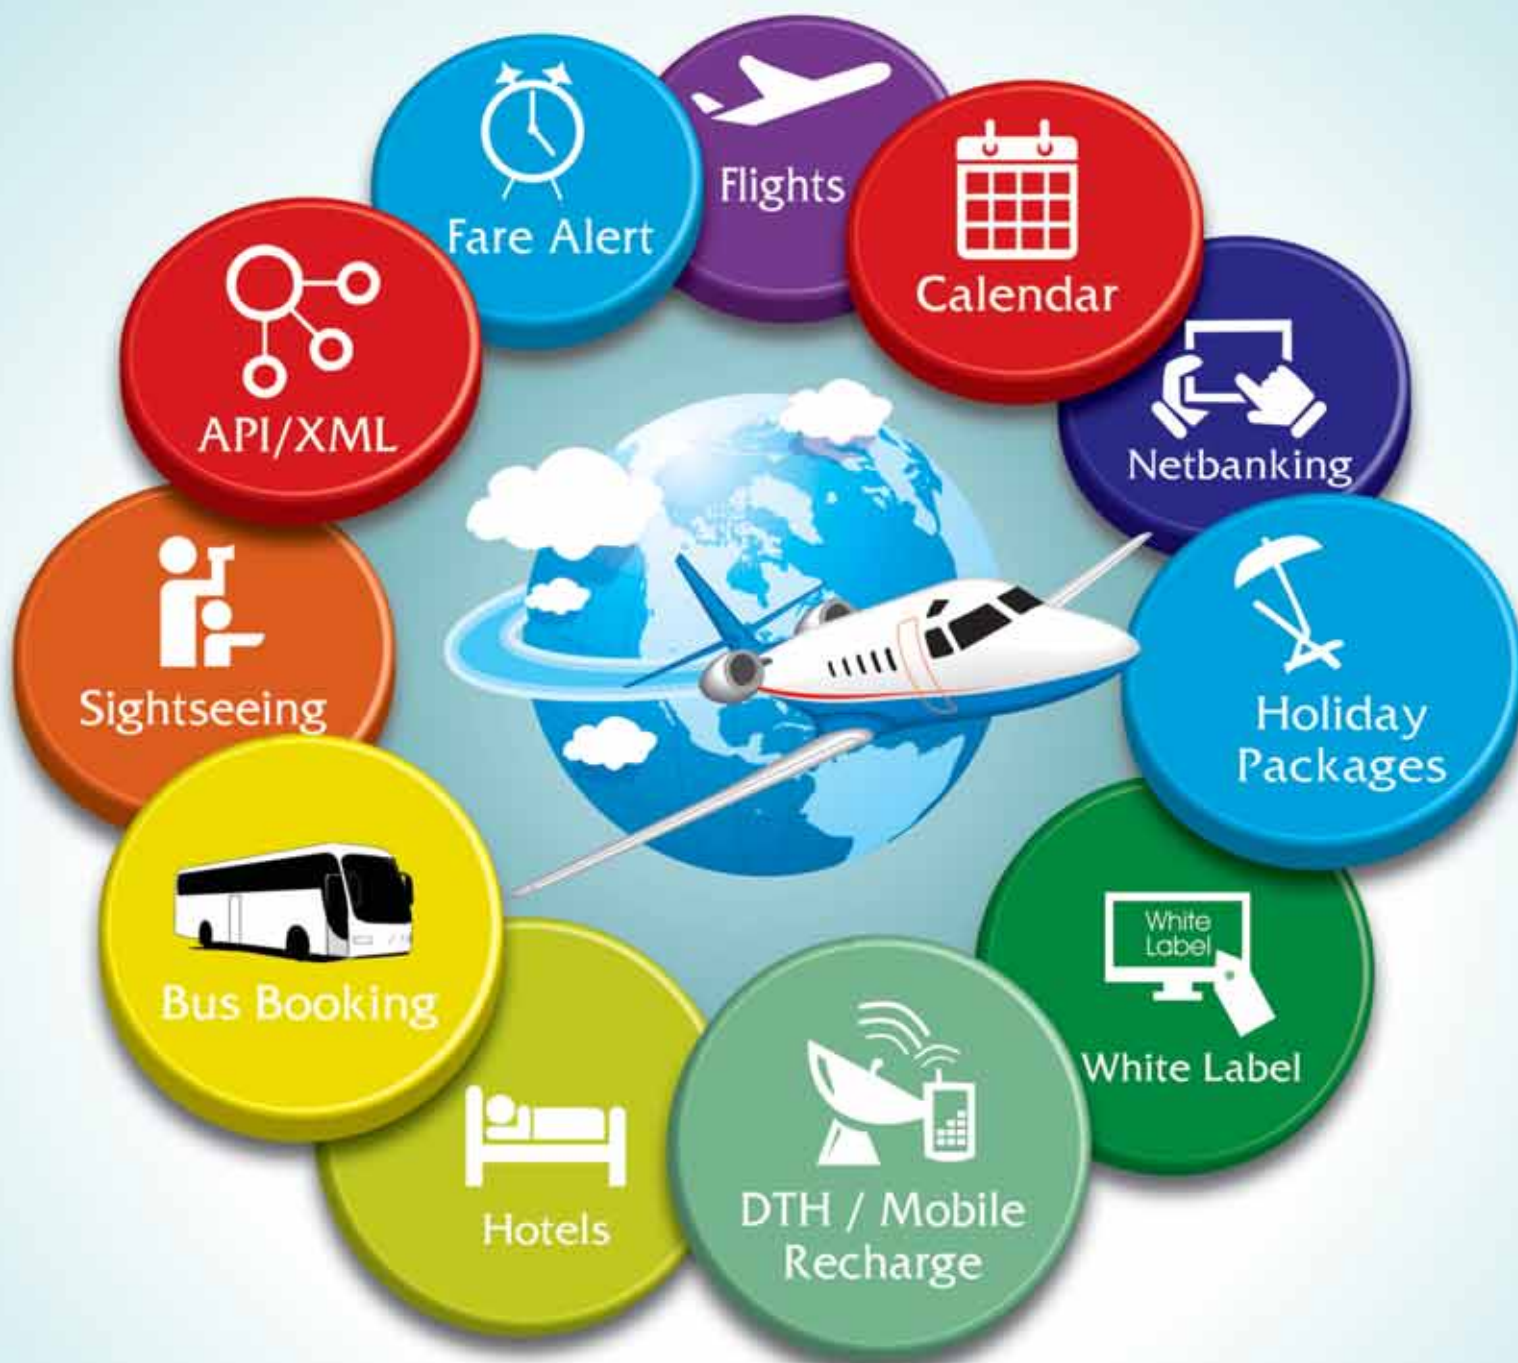 Flights
Fare Alert
Calendar
API/XML
Netbanking
Sightseeing
Holiday
Packages
White
Label
Bus Booking
White Label
Hotels
DTH / Mobile
Recharge